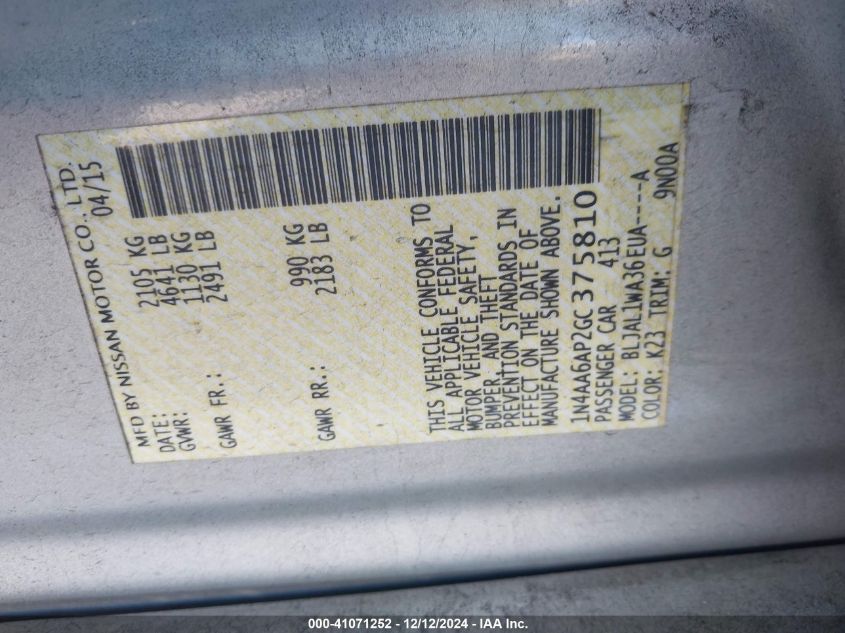 MFD BY NISSAN MOTOR CO., LTD.
DATE: 04/15
GVWR: 2105 KG
4641 LB
GAWR FR.: 1130 KG
2491 LB
GAWR RR.: 990 KG
2183 LB
THIS VEHICLE CONFORMS TO
ALL APPLICABLE FEDERAL
MOTOR VEHICLE SAFETY,
BUMPER, AND THEFT
PREVENTION STANDARDS IN
EFFECT ON THE DATE OF
MANUFACTURE SHOWN ABOVE.
1N4AA6AP2GC375810
PASSENGER CAR 413
MODEL: BLJAL1WA36EUA----A
COLOR: K23 TRIM: G 9N00A
000-41071252 - 12/12/2024 - IAA Inc.